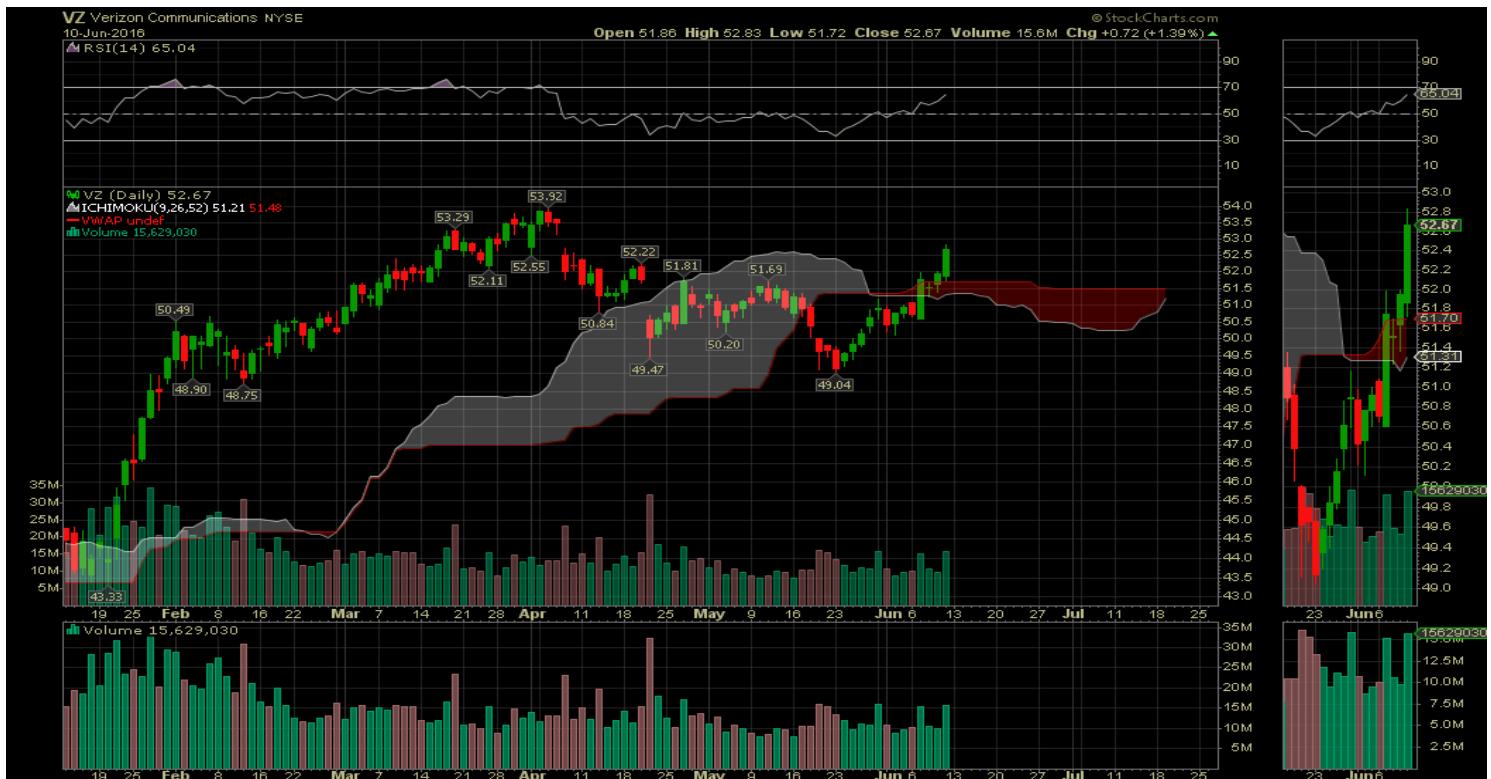 VZ Verizon Communications NYSE
© StockCharts.com
10-Jun-2016
Open 51.86 High 52.83 Low 51.72 Close 52.67 Volume 15.6M Chg +0.72 (+1.39%)
RSI(14) 65.04
90
70
50
30
10
90
70
65.04
50
30
10
VZ (Daily) 52.67
ICHIMOKU(9,26,52) 51.21 51.48
VWAP undef
Volume 15,629,030
53.92
53.29
52.55
52.11
52.22
51.81
51.69
50.84
50.49
50.20
49.47
49.04
48.90
48.75
43.33
54.0
53.5
53.0
52.5
52.0
51.5
51.0
50.5
50.0
49.5
49.0
48.5
48.0
47.5
47.0
46.5
46.0
45.5
45.0
44.5
44.0
43.5
43.0
35M
30M
25M
20M
15M
10M
5M
19 25 Feb 8 16 22 Mar 7 14 21 28 Apr 11 18 25 May 9 16 23 Jun 6 13 20 27 Jul 11 18 25
53.0
52.8
52.67
52.4
52.2
52.0
51.8
51.70
51.6
51.4
51.31
51.2
51.0
50.8
50.6
50.4
50.2
15629030
49.8
49.6
49.4
49.2
49.0
23 Jun 6
Volume 15,629,030
35M
30M
25M
20M
15M
10M
5M
19 25 Feb 8 16 22 Mar 7 14 21 28 Apr 11 18 25 May 9 16 23 Jun 6 13 20 27 Jul 11 18 25
15629030
12.5M
10.0M
7.5M
5.0M
2.5M
23 Jun 6